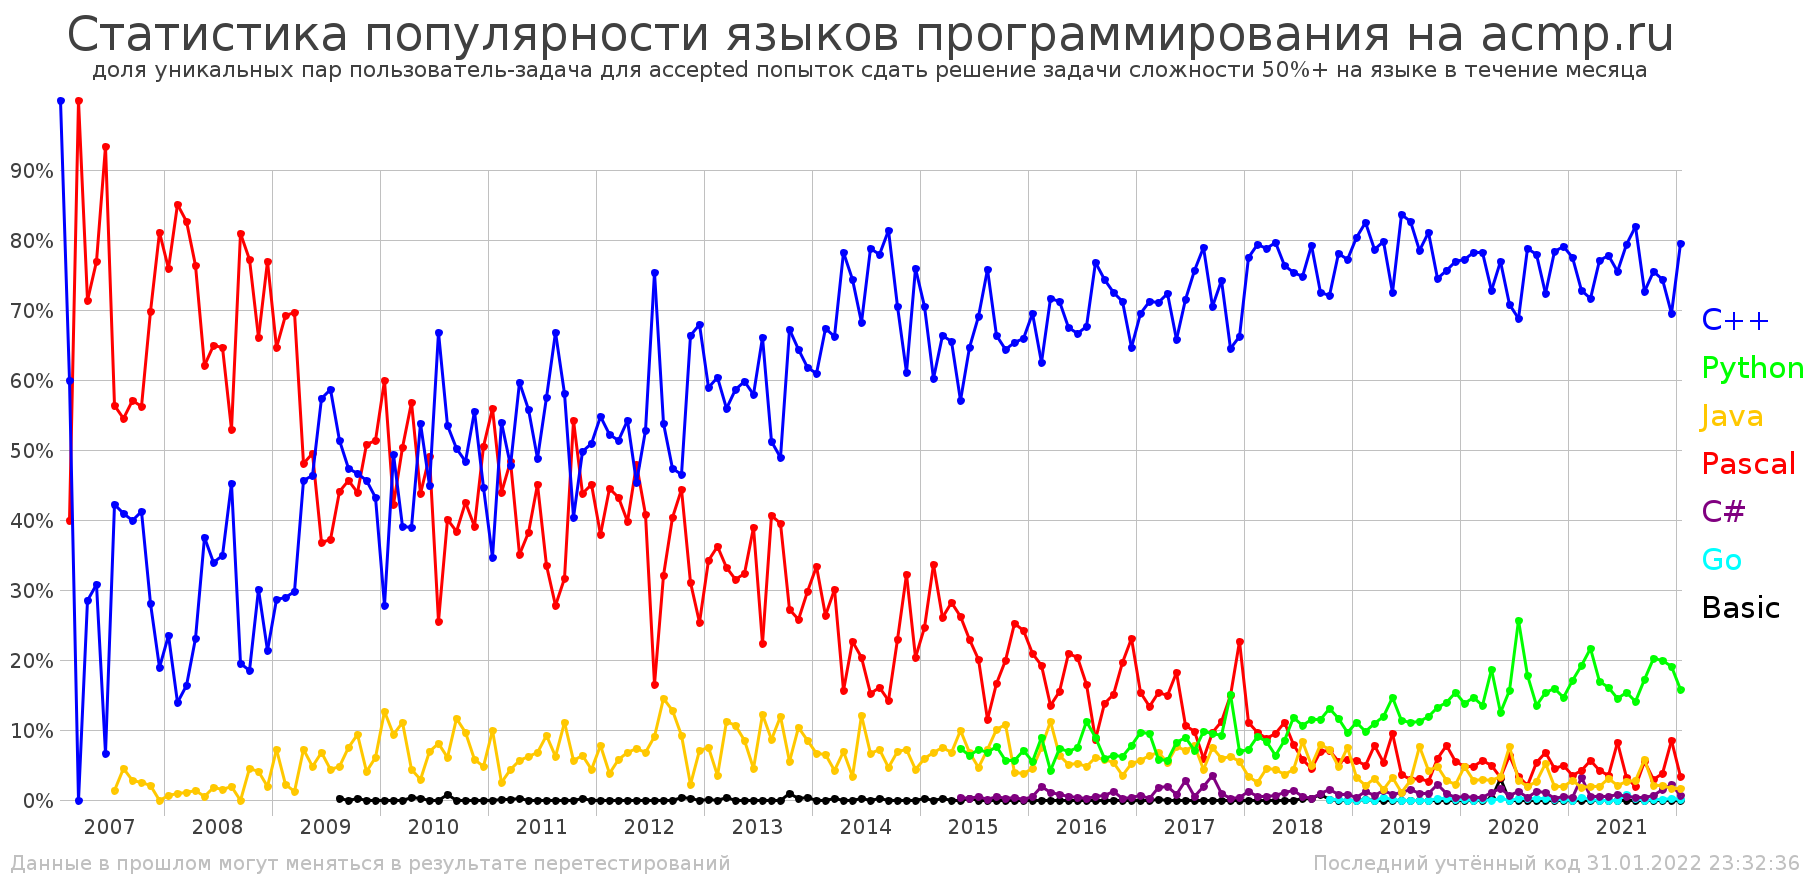 Статистика популярности языков программирования на acmp.ru
доля уникальных пар пользователь-задача для accepted попыток сдать решение задачи сложности 50%+ на языке в течение месяца
90%
80%
70%
60%
50%
40%
30%
20%
10%
0%
C++
Python
Java
Pascal
C#
Go
Basic
2007 2008 2009 2010 2011 2012 2013 2014 2015 2016 2017 2018 2019 2020 2021
Данные в прошлом могут меняться в результате перетестирований
Последний учтённый код 31.01.2022 23:32:36